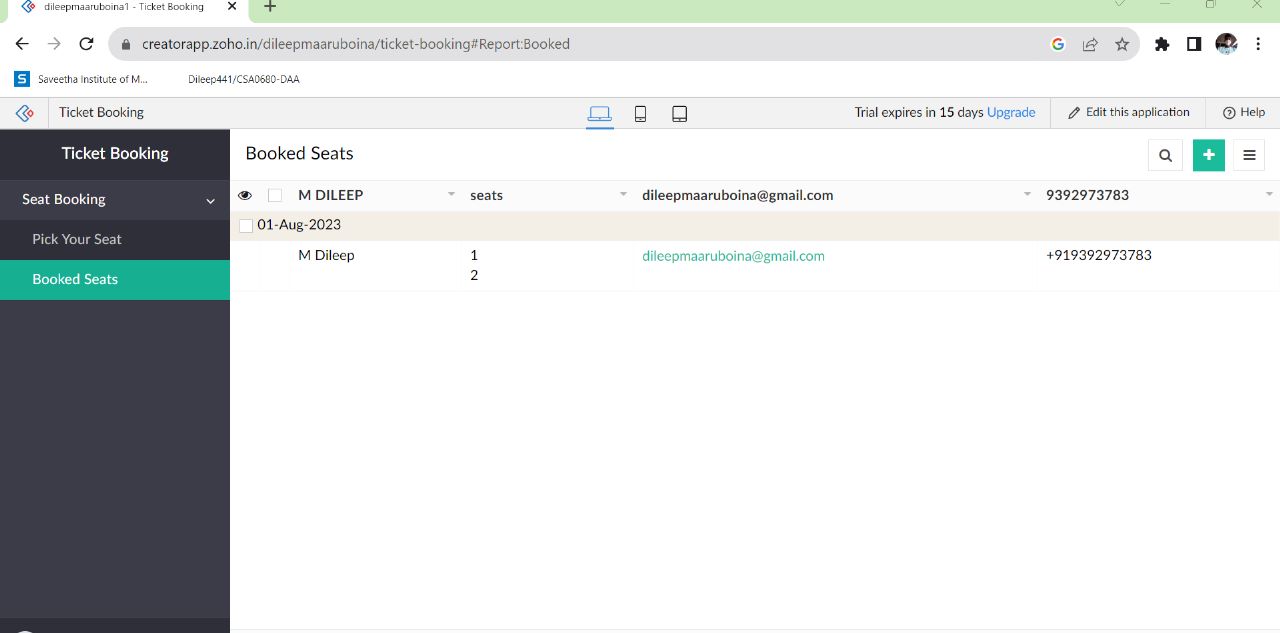 dileepmaaruboina1 - Ticket Booking
creatorapp.zoho.in/dileepmaaruboina/ticket-booking#Report:Booked
S Saveetha Institute of M... Dileep441/CSA0680-DAA
Ticket Booking Trial expires in 15 days Upgrade Edit this application Help
Ticket Booking
Seat Booking
Pick Your Seat
Booked Seats
Booked Seats
M DILEEP seats dileepmaaruboina@gmail.com 9392973783
01-Aug-2023
M Dileep 1 dileepmaaruboina@gmail.com +919392973783
2